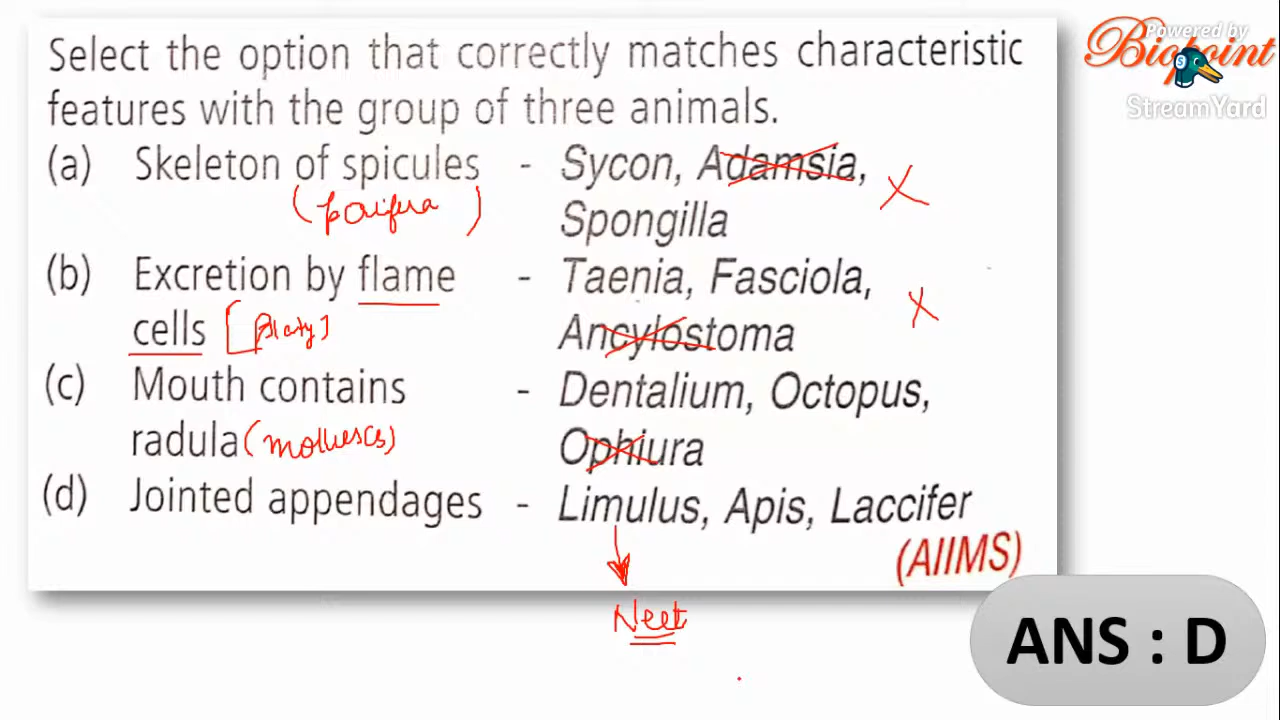 Select the option that correctly matches characteristic
features with the group of three animals.
(a) Skeleton of spicules - Sycon, Adamsia,
(porifera)
Spongilla
(b) Excretion by flame - Taenia, Fasciola,
cells [Platy] Ancylostoma
(c) Mouth contains - Dentalium, Octopus,
radula (molluscs) Ophiura
(d) Jointed appendages - Limulus, Apis, Laccifer
(AIIMS)
Neet
ANS : D
Biopoint
Powered by
StreamYard